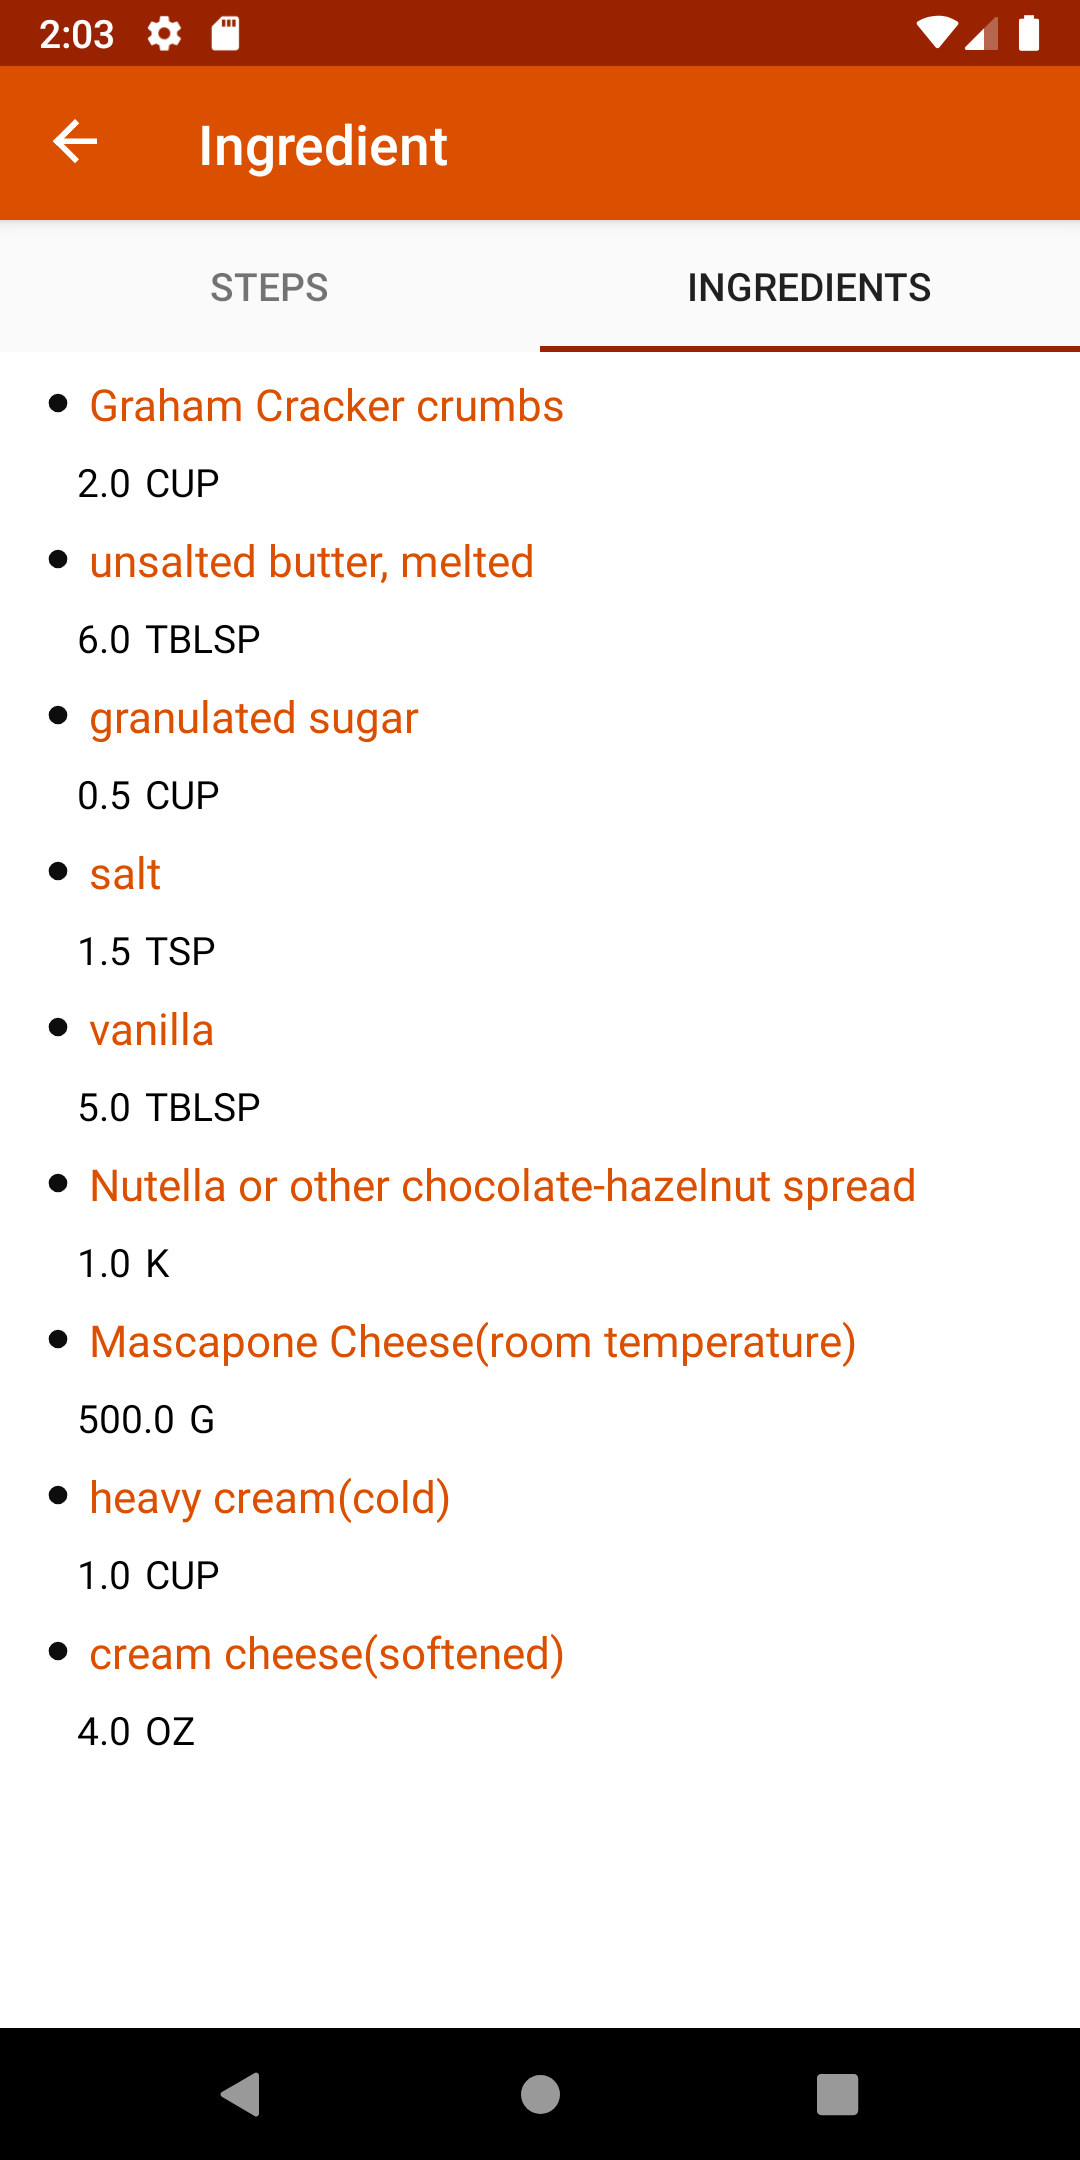 2:03
Ingredient
STEPS INGREDIENTS
• Graham Cracker crumbs
2.0 CUP
• unsalted butter, melted
6.0 TBLSP
• granulated sugar
0.5 CUP
• salt
1.5 TSP
• vanilla
5.0 TBLSP
• Nutella or other chocolate-hazelnut spread
1.0 K
• Mascapone Cheese(room temperature)
500.0 G
• heavy cream(cold)
1.0 CUP
• cream cheese(softened)
4.0 OZ